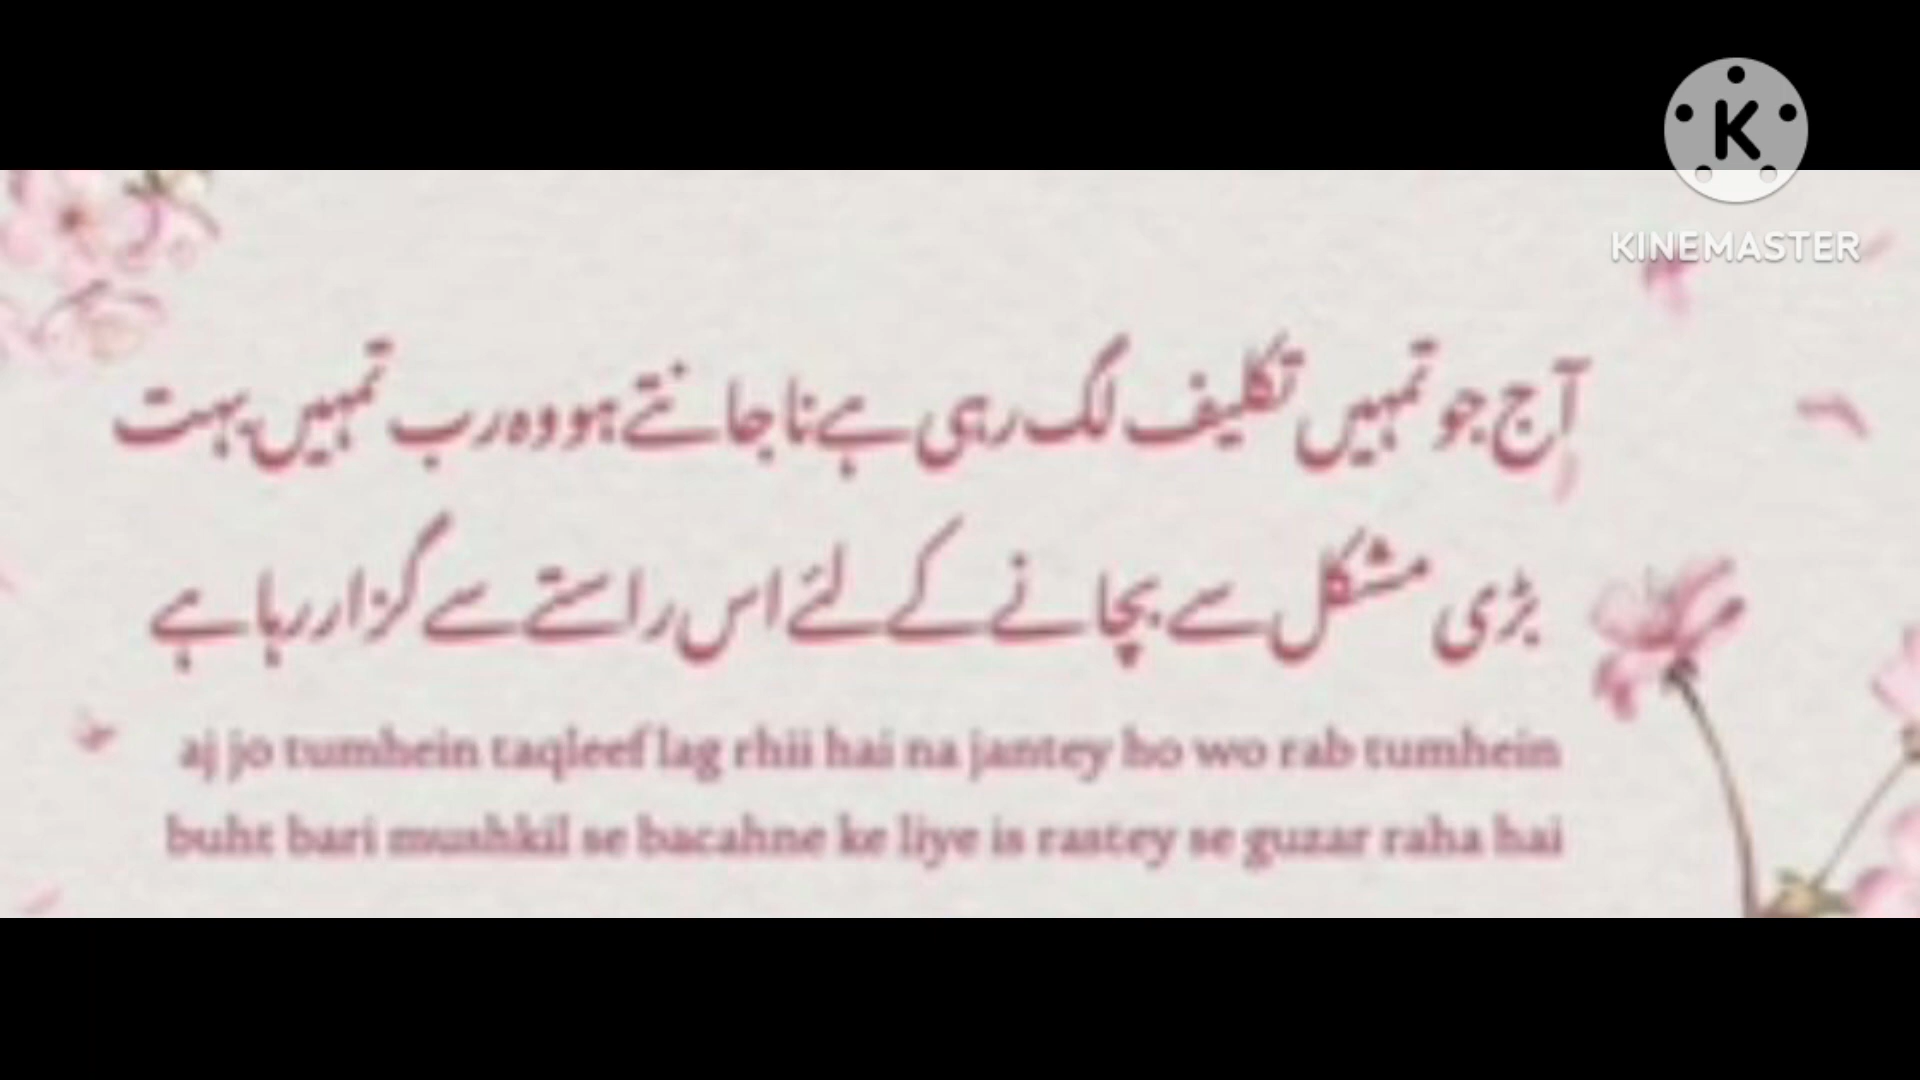 K
KINEMASTER
آج جو تمہیں تکلیف لگ رہی ہے نا جانتے ہو وہ رب تمہیں بہت
بڑی مشکل سے بچانے کے لئے اس راستے سے گزار رہا ہے
aj jo tumhein taqleef lag rhii hai na jantey ho wo rab tumhein
buht bari mushkil se bacahne ke liye is rastey se guzar raha hai